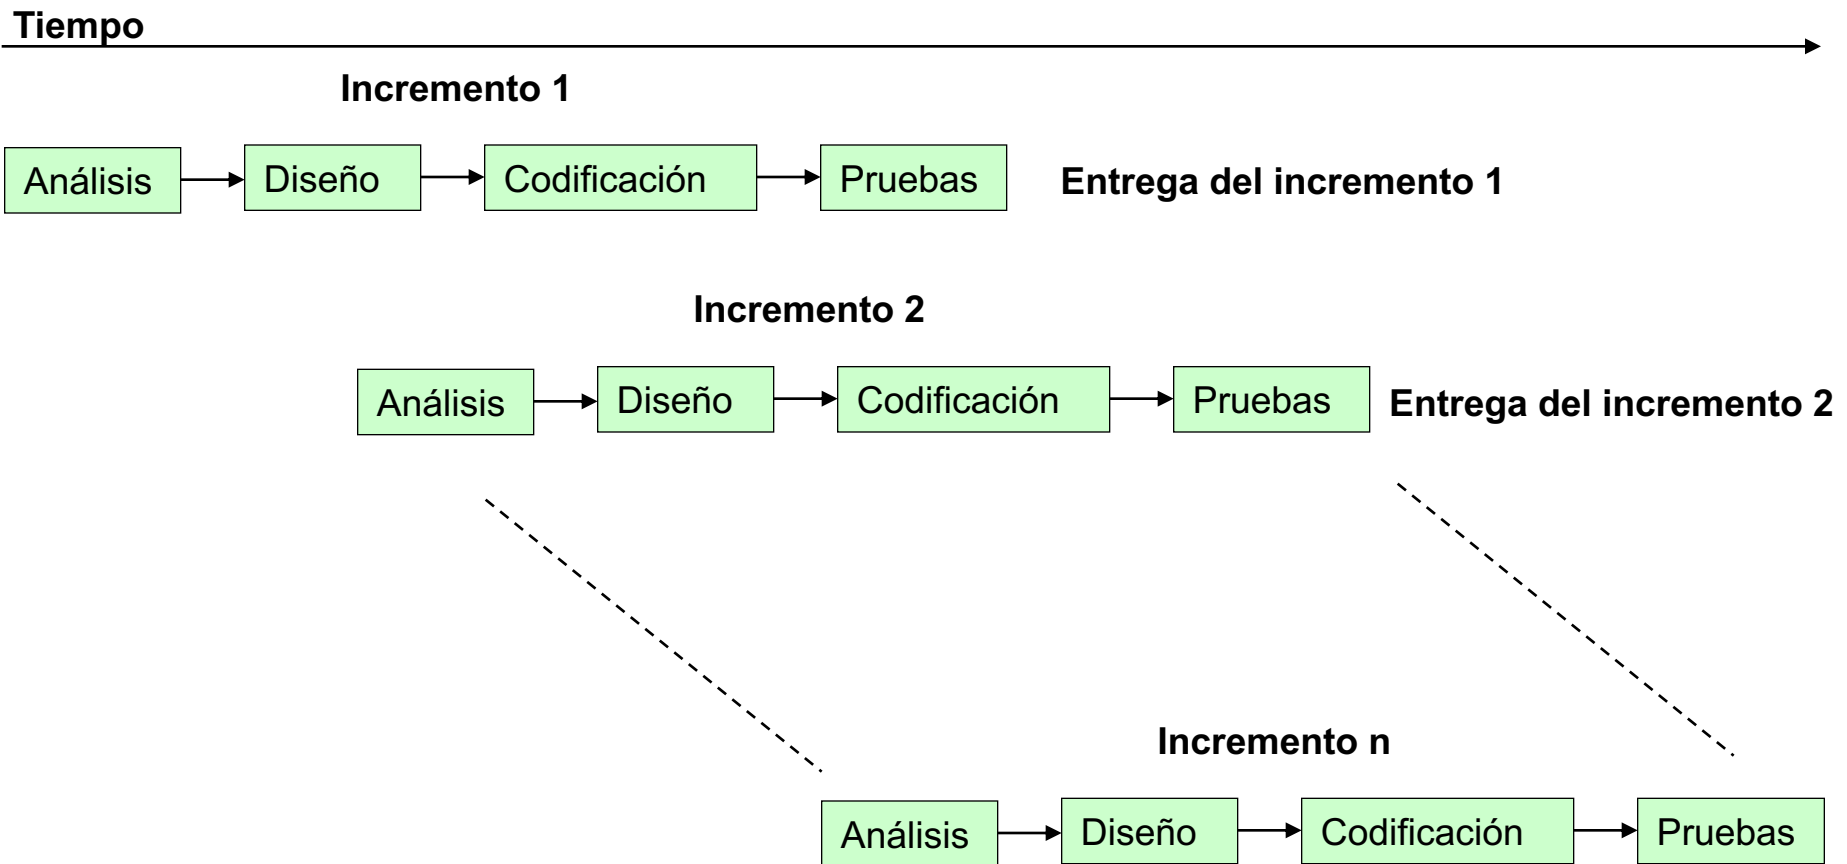 Tiempo
Incremento 1
Análisis
Diseño
Codificación
Pruebas
Entrega del incremento 1
Incremento 2
Análisis
Diseño
Codificación
Pruebas
Entrega del incremento 2
Incremento n
Análisis
Diseño
Codificación
Pruebas